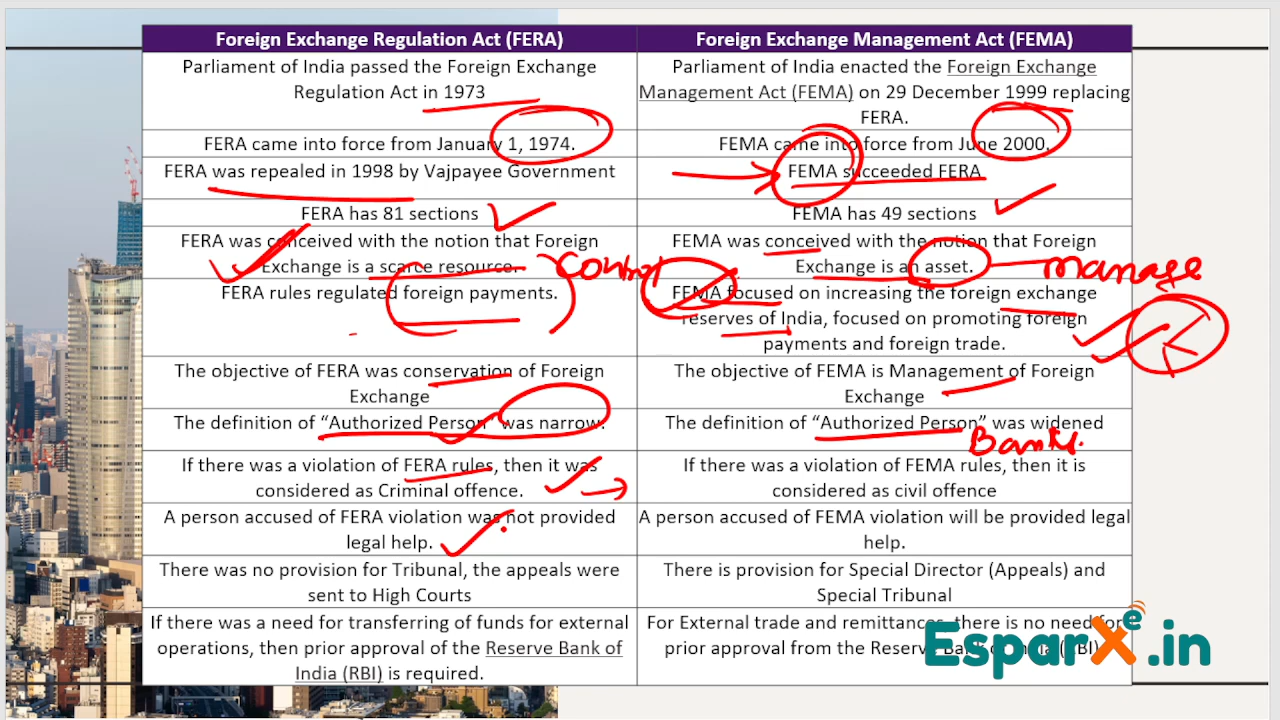 Foreign Exchange Regulation Act (FERA)
Foreign Exchange Management Act (FEMA)
Parliament of India passed the Foreign Exchange
Regulation Act in 1973
Parliament of India enacted the Foreign Exchange
Management Act (FEMA) on 29 December 1999 replacing
FERA.
FERA came into force from January 1, 1974.
FEMA came into force from June 2000.
FERA was repealed in 1998 by Vajpayee Government
FEMA succeeded FERA
FERA has 81 sections
FEMA has 49 sections
FERA was conceived with the notion that Foreign
Exchange is a scarce resource.
Control
FEMA was conceived with the notion that Foreign
Exchange is an asset.
manage
FERA rules regulated foreign payments.
FEMA focused on increasing the foreign exchange
reserves of India, focused on promoting foreign
payments and foreign trade.
The objective of FERA was conservation of Foreign
Exchange
The objective of FEMA is Management of Foreign
Exchange
The definition of “Authorized Person” was narrow.
The definition of “Authorized Person” was widened
Banks.
If there was a violation of FERA rules, then it was
considered as Criminal offence.
If there was a violation of FEMA rules, then it is
considered as civil offence
A person accused of FERA violation was not provided
legal help.
A person accused of FEMA violation will be provided legal
help.
There was no provision for Tribunal, the appeals were
sent to High Courts
There is provision for Special Director (Appeals) and
Special Tribunal
If there was a need for transferring of funds for external
operations, then prior approval of the Reserve Bank of
India (RBI) is required.
For External trade and remittances, there is no need for
prior approval from the Reserve Bank of India (RBI)
EsparXe.in